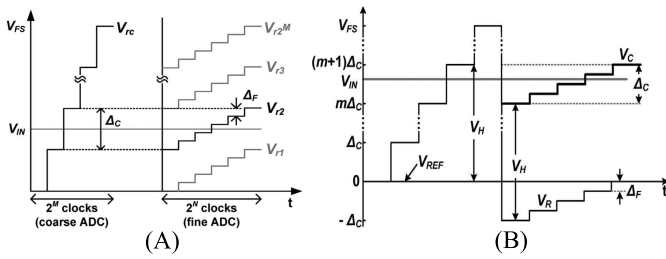 V_FS
V_rc
V_r2^M
V_r3
Δ_F
V_r2
V_IN
Δ_C
V_r1
t
2^M clocks
(coarse ADC)
2^N clocks
(fine ADC)
(A)
V_FS
(m+1)Δ_C
V_IN
mΔ_C
Δ_C
0
-Δ_C
V_REF
V_H
V_H
V_C
Δ_C
V_R
Δ_F
t
(B)